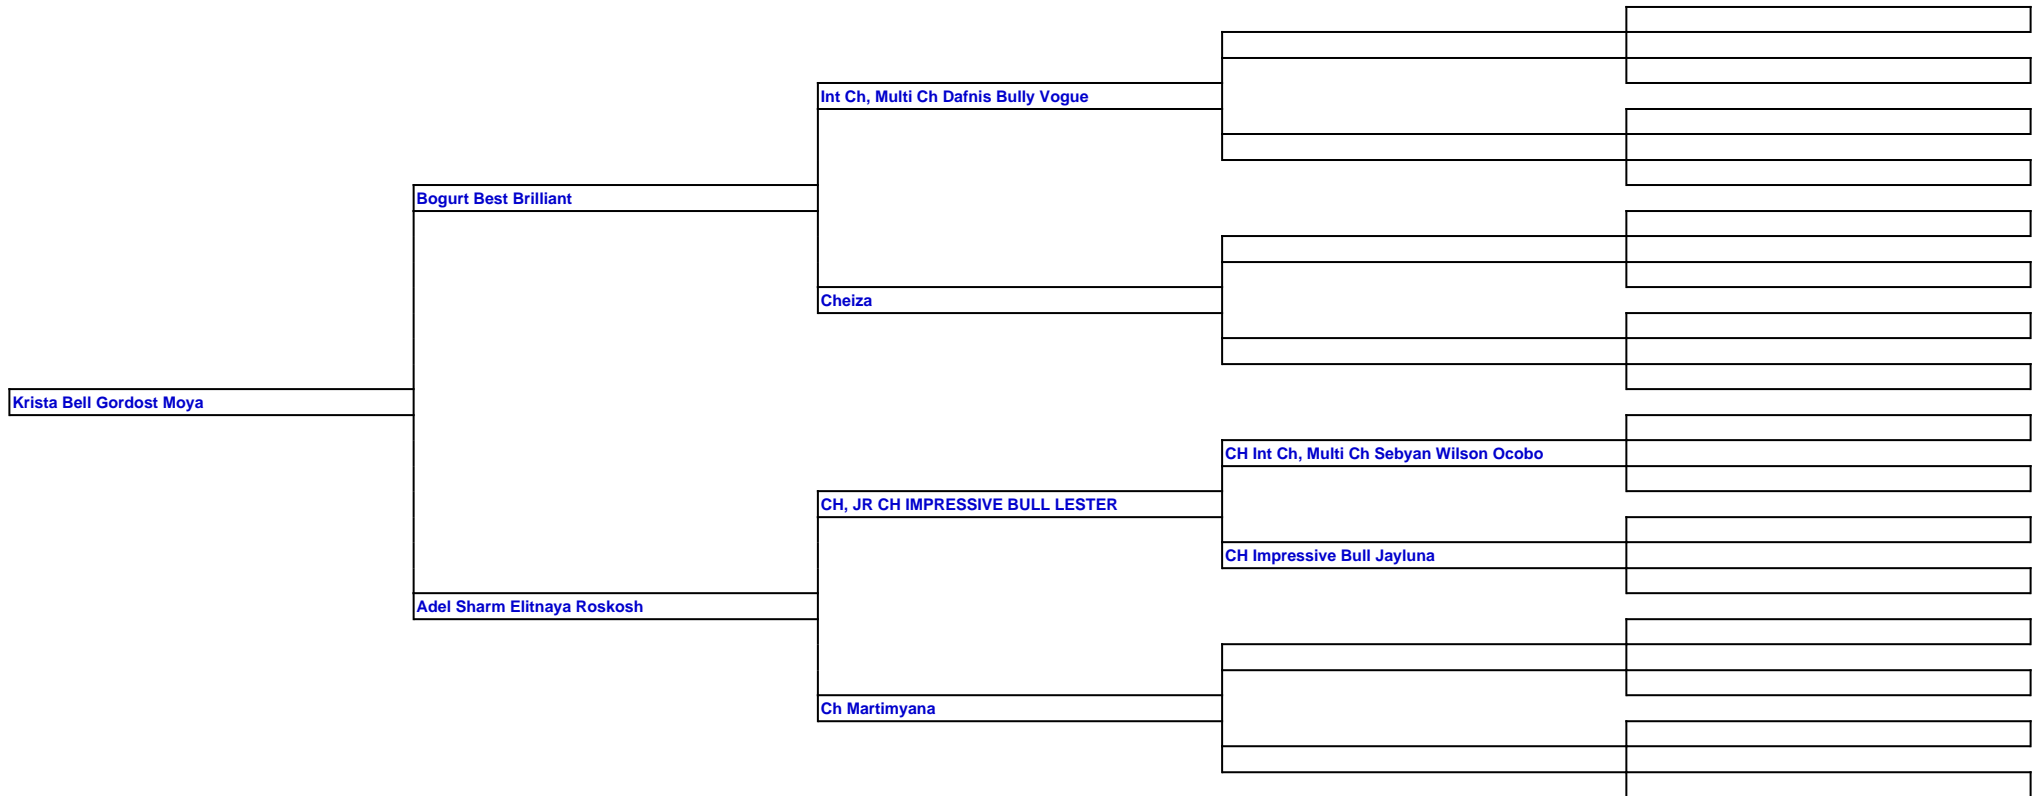 Int Ch, Multi Ch Dafnis Bully Vogue
Bogurt Best Brilliant
Cheiza
Krista Bell Gordost Moya
CH Int Ch, Multi Ch Sebyan Wilson Ocobo
CH, JR CH IMPRESSIVE BULL LESTER
CH Impressive Bull Jayluna
Adel Sharm Elitnaya Roskosh
Ch Martimyana